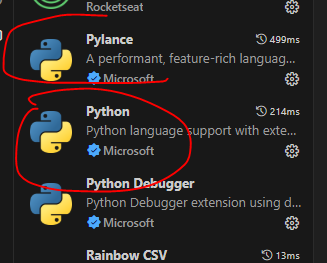 Rocketseat
Pylance
499ms
A performant, feature-rich languag...
Microsoft
Python
214ms
Python language support with exte...
Microsoft
Python Debugger
Python Debugger extension using d...
Microsoft
Rainbow CSV
13ms